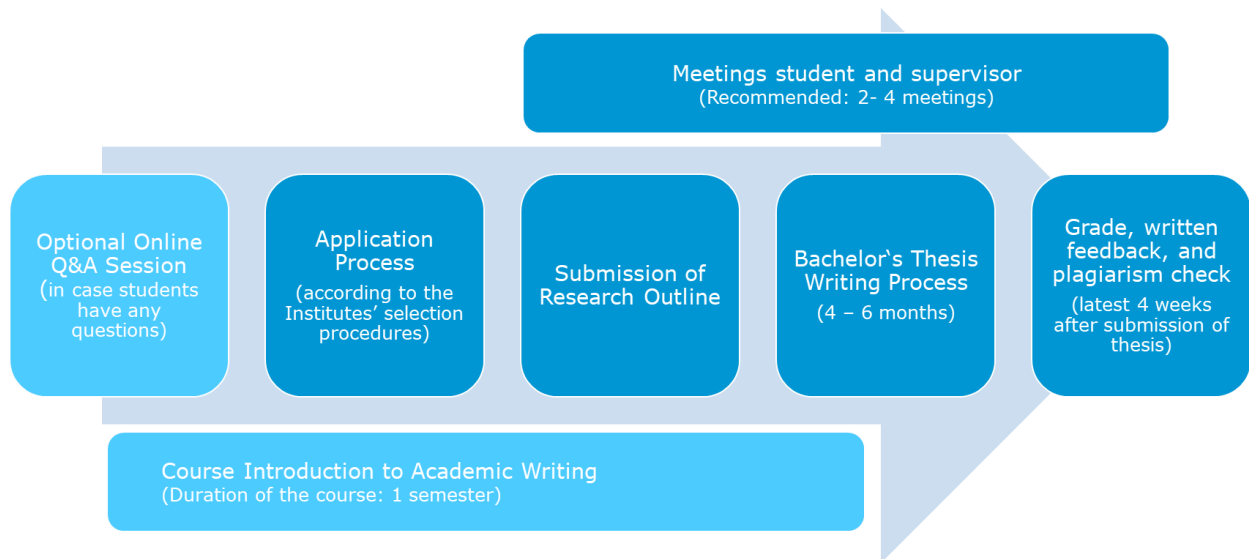 Meetings student and supervisor
(Recommended: 2- 4 meetings)
Optional Online
Q&A Session
(in case students
have any
questions)
Application
Process
(according to the
Institutes’ selection
procedures)
Submission of
Research Outline
Bachelor‘s Thesis
Writing Process
(4 – 6 months)
Grade, written
feedback, and
plagiarism check
(latest 4 weeks
after submission of
thesis)
Course Introduction to Academic Writing
(Duration of the course: 1 semester)